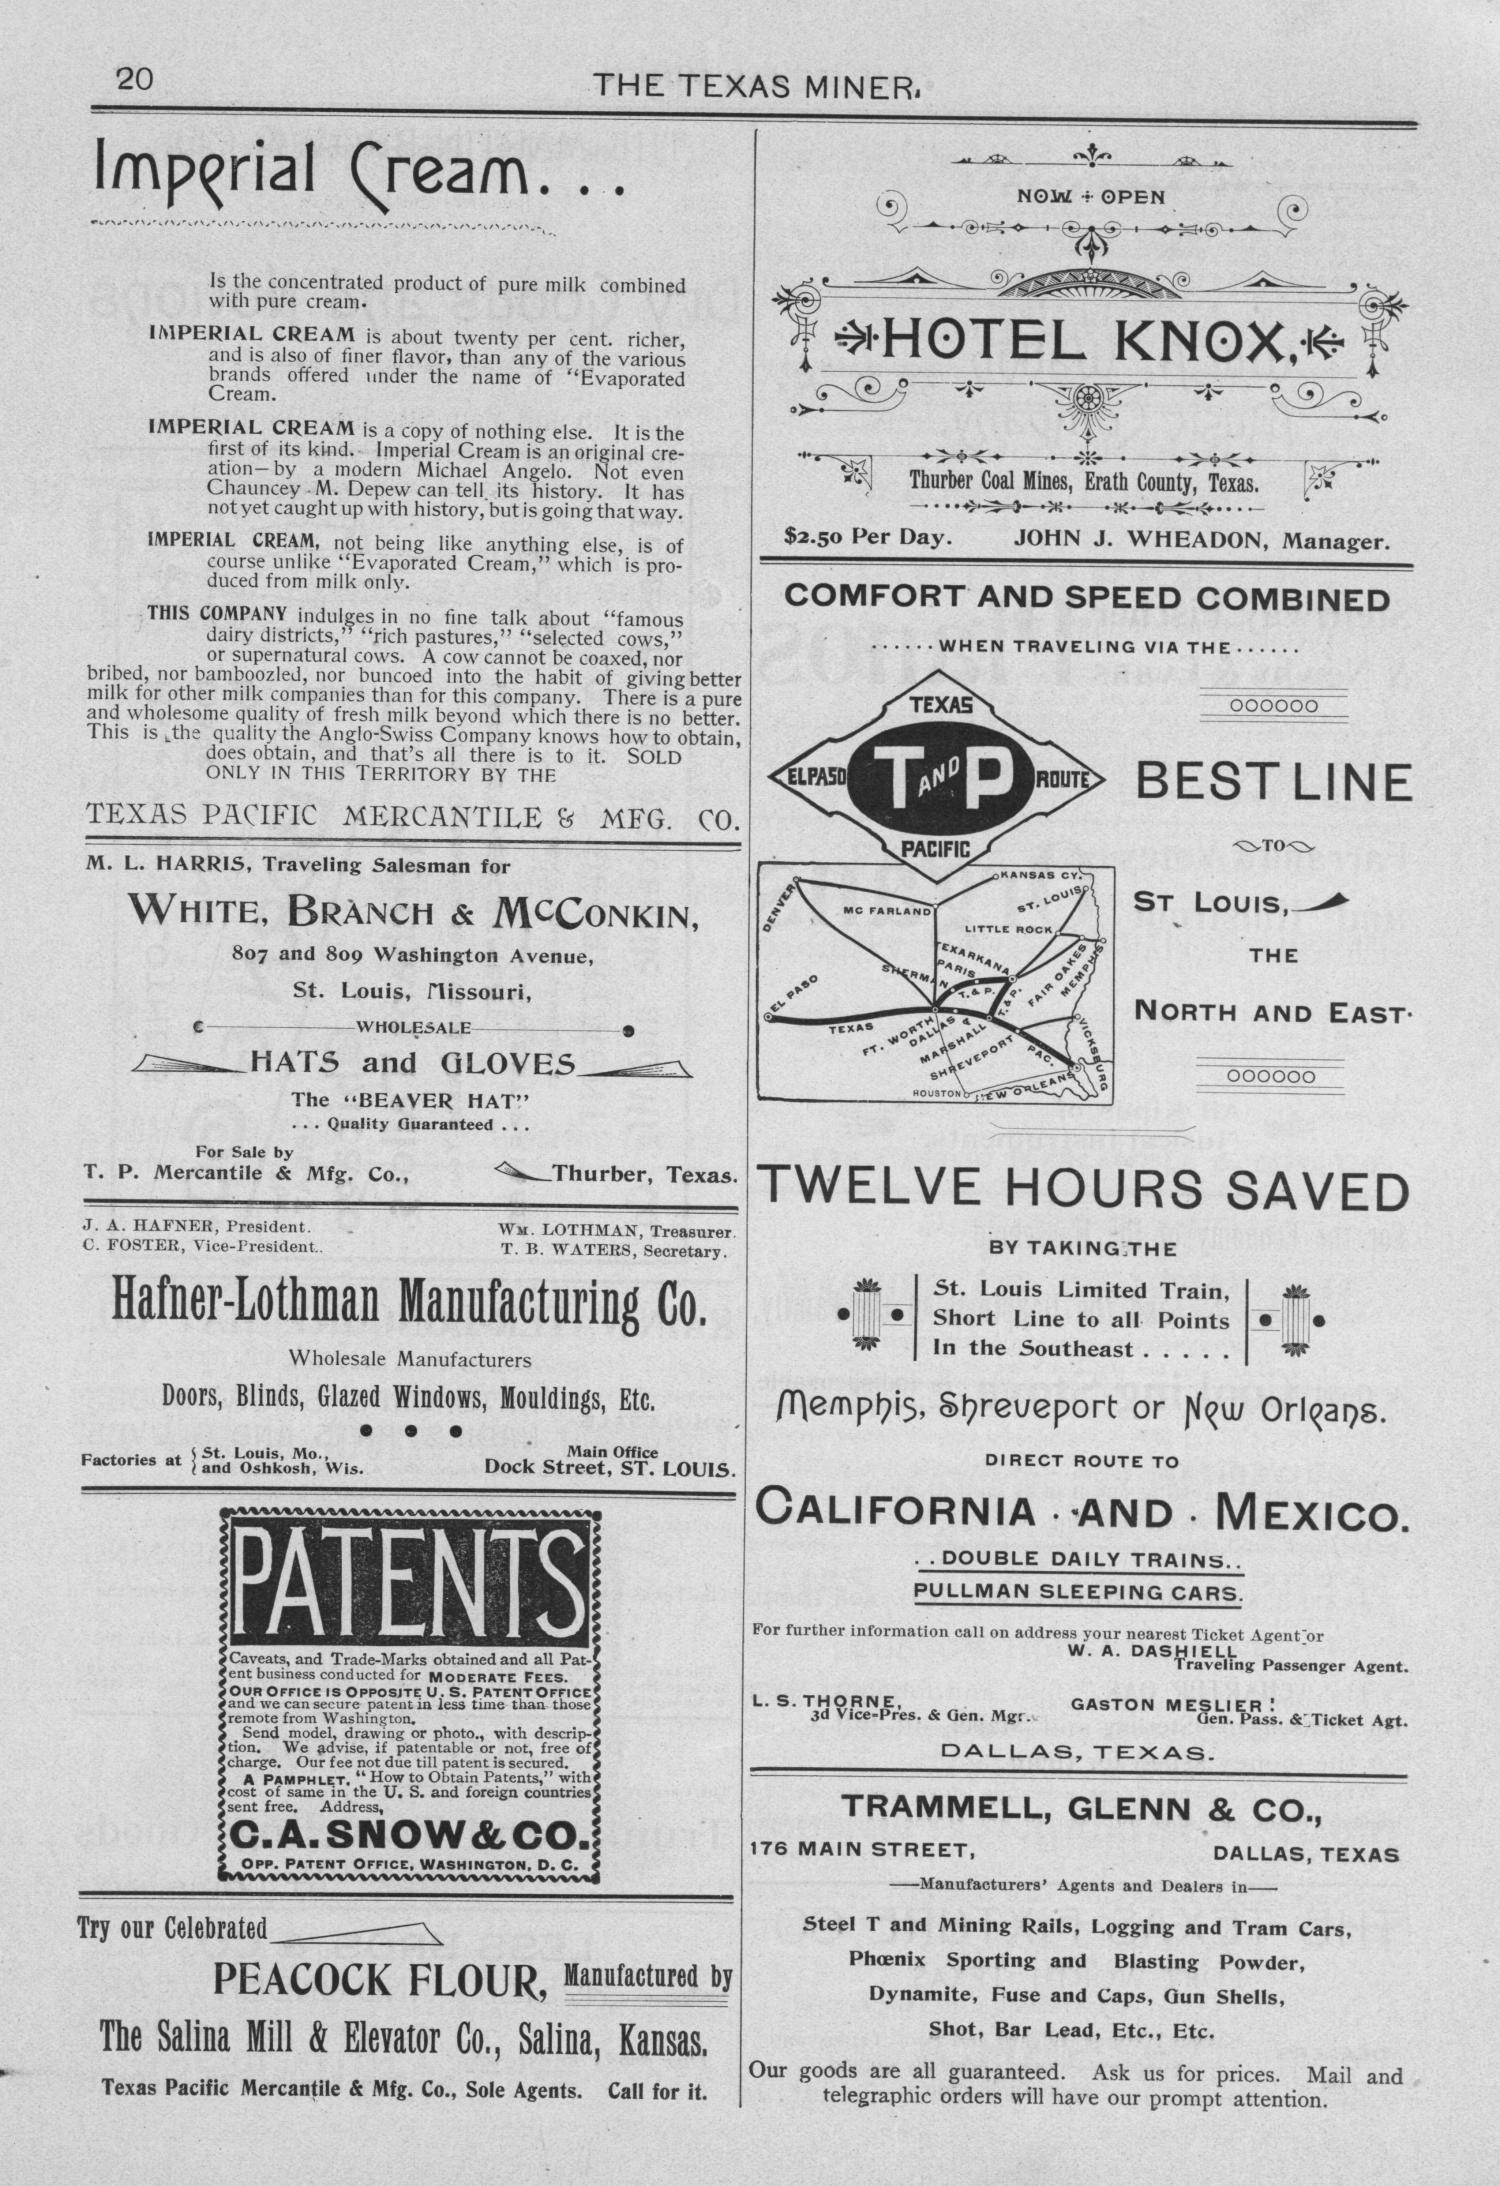 20
THE TEXAS MINER.
Imperial Cream. . .
Is the concentrated product of pure milk combined
with pure cream.
IMPERIAL CREAM is about twenty per cent. richer,
and is also of finer flavor, than any of the various
brands offered under the name of "Evaporated
Cream.
IMPERIAL CREAM is a copy of nothing else. It is the
first of its kind. Imperial Cream is an original cre-
ation—by a modern Michael Angelo. Not even
Chauncey M. Depew can tell its history. It has
not yet caught up with history, but is going that way.
IMPERIAL CREAM, not being like anything else, is of
course unlike "Evaporated Cream," which is pro-
duced from milk only.
THIS COMPANY indulges in no fine talk about "famous
dairy districts," "rich pastures," "selected cows,"
or supernatural cows. A cow cannot be coaxed, nor
bribed, nor bamboozled, nor buncoed into the habit of giving better
milk for other milk companies than for this company. There is a pure
and wholesome quality of fresh milk beyond which there is no better.
This is the quality the Anglo-Swiss Company knows how to obtain,
does obtain, and that's all there is to it. SOLD
ONLY IN THIS TERRITORY BY THE
TEXAS PACIFIC MERCANTILE & MFG. CO.
M. L. HARRIS, Traveling Salesman for
WHITE, BRANCH & McCONKIN,
807 and 809 Washington Avenue,
St. Louis, Missouri,
WHOLESALE
HATS and GLOVES
The "BEAVER HAT"
. . . Quality Guaranteed . . .
For Sale by
T. P. Mercantile & Mfg. Co., Thurber, Texas.
J. A. HAFNER, President. WM. LOTHMAN, Treasurer.
C. FOSTER, Vice-President.. T. B. WATERS, Secretary.
Hafner-Lothman Manufacturing Co.
Wholesale Manufacturers
Doors, Blinds, Glazed Windows, Mouldings, Etc.
Factories at { St. Louis, Mo., Main Office
and Oshkosh, Wis. Dock Street, ST. LOUIS.
PATENTS
Caveats, and Trade-Marks obtained and all Pat-
ent business conducted for MODERATE FEES.
OUR OFFICE IS OPPOSITE U. S. PATENT OFFICE
and we can secure patent in less time than those
remote from Washington.
Send model, drawing or photo., with descrip-
tion. We advise, if patentable or not, free of
charge. Our fee not due till patent is secured.
A PAMPHLET, "How to Obtain Patents," with
cost of same in the U. S. and foreign countries
sent free. Address,
C. A. SNOW & CO.
OPP. PATENT OFFICE, WASHINGTON, D. C.
Try our Celebrated
PEACOCK FLOUR, Manufactured by
The Salina Mill & Elevator Co., Salina, Kansas.
Texas Pacific Mercantile & Mfg. Co., Sole Agents. Call for it.
NOW OPEN
HOTEL KNOX,
Thurber Coal Mines, Erath County, Texas.
$2.50 Per Day. JOHN J. WHEADON, Manager.
COMFORT AND SPEED COMBINED
......WHEN TRAVELING VIA THE......
TEXAS
EL PASO T AND P ROUTE
PACIFIC
BEST LINE
TO
ST LOUIS,
THE
NORTH AND EAST.
KANSAS CY.
DENVER
MC FARLAND
ST. LOUIS
LITTLE ROCK
TEXARKANA
PARIS
SHERMAN
T. & P.
T. & P.
FAIR OAKES
MEMPHIS
EL PASO
TEXAS
&
PAC.
FT. WORTH
DALLAS
MARSHALL
SHREVEPORT
VICKSBURG
HOUSTON
NEW ORLEANS
TWELVE HOURS SAVED
BY TAKING THE
St. Louis Limited Train,
Short Line to all Points
In the Southeast . . . . .
Memphis, Shreveport or New Orleans.
DIRECT ROUTE TO
CALIFORNIA · AND · MEXICO.
. . DOUBLE DAILY TRAINS. .
PULLMAN SLEEPING CARS.
For further information call on address your nearest Ticket Agent or
W. A. DASHIELL
Traveling Passenger Agent.
L. S. THORNE, GASTON MESLIER
3d Vice-Pres. & Gen. Mgr. Gen. Pass. & Ticket Agt.
DALLAS, TEXAS.
TRAMMELL, GLENN & CO.,
176 MAIN STREET, DALLAS, TEXAS
——Manufacturers' Agents and Dealers in——
Steel T and Mining Rails, Logging and Tram Cars,
Phœnix Sporting and Blasting Powder,
Dynamite, Fuse and Caps, Gun Shells,
Shot, Bar Lead, Etc., Etc.
Our goods are all guaranteed. Ask us for prices. Mail and
telegraphic orders will have our prompt attention.